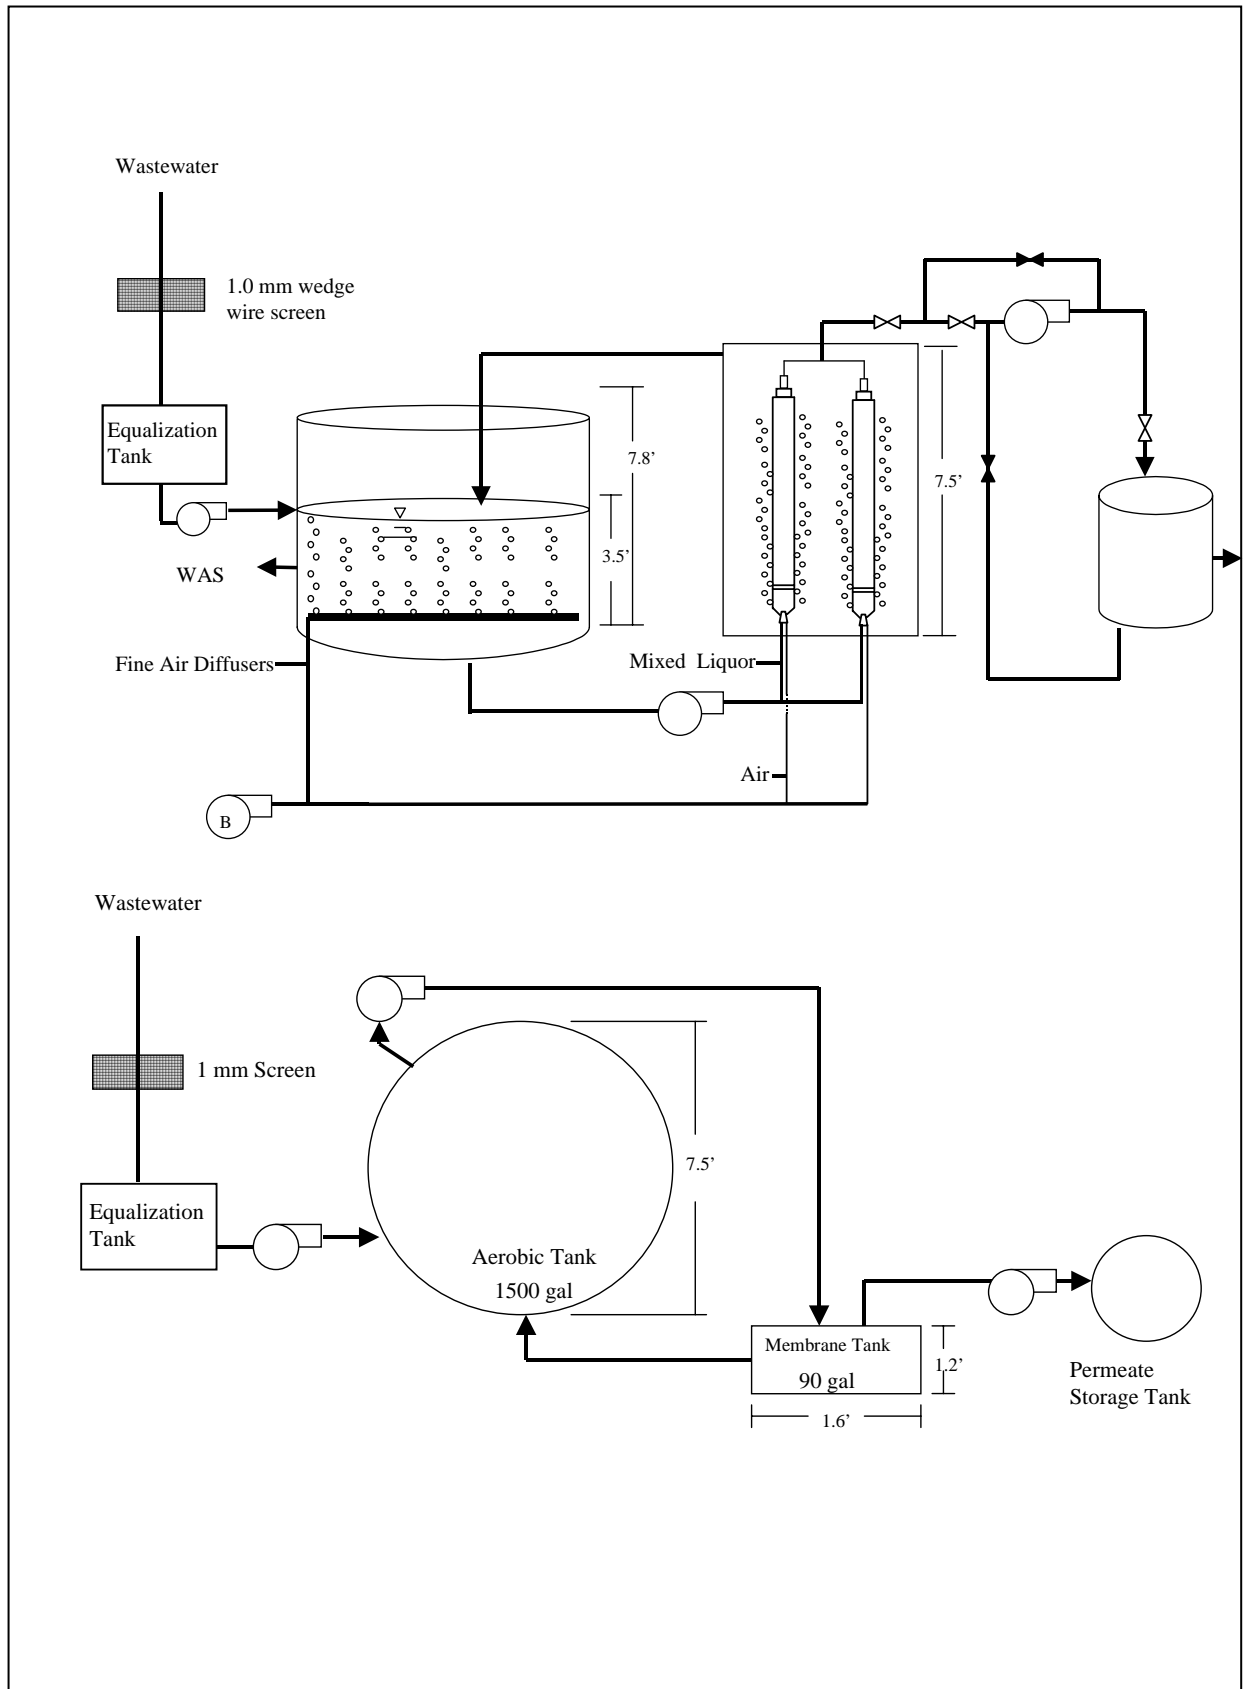 Wastewater
1.0 mm wedge
wire screen
Equalization
Tank
7.8’
7.5’
3.5’
WAS
Fine Air Diffusers
Mixed Liquor
Air
B
Wastewater
1 mm Screen
7.5’
Equalization
Tank
Aerobic Tank
1500 gal
Membrane Tank
90 gal
1.2’
1.6’
Permeate
Storage Tank